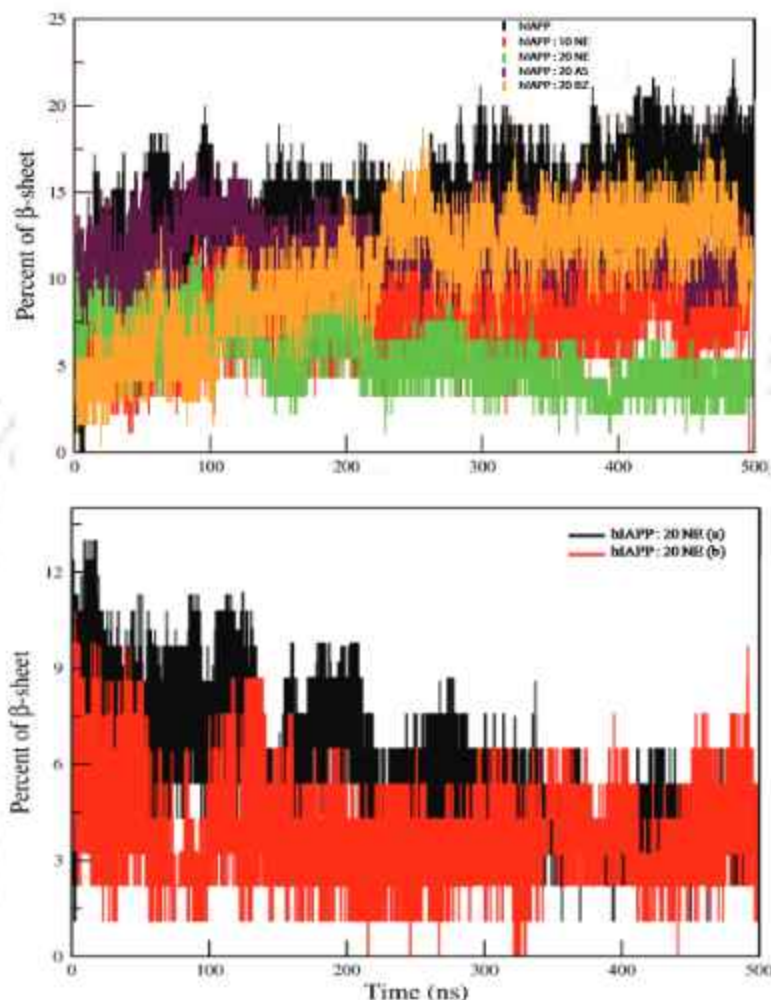 25
20
15
10
5
0
Percent of β-sheet
hIAPP
hIAPP : 10 NE
hIAPP : 20 NE
hIAPP : 20 AS
hIAPP : 20 BZ
0 100 200 300 400 500
12
9
6
3
0
Percent of β-sheet
hIAPP : 20 NE (a)
hIAPP : 20 NE (b)
0 100 200 300 400 500
Time (ns)